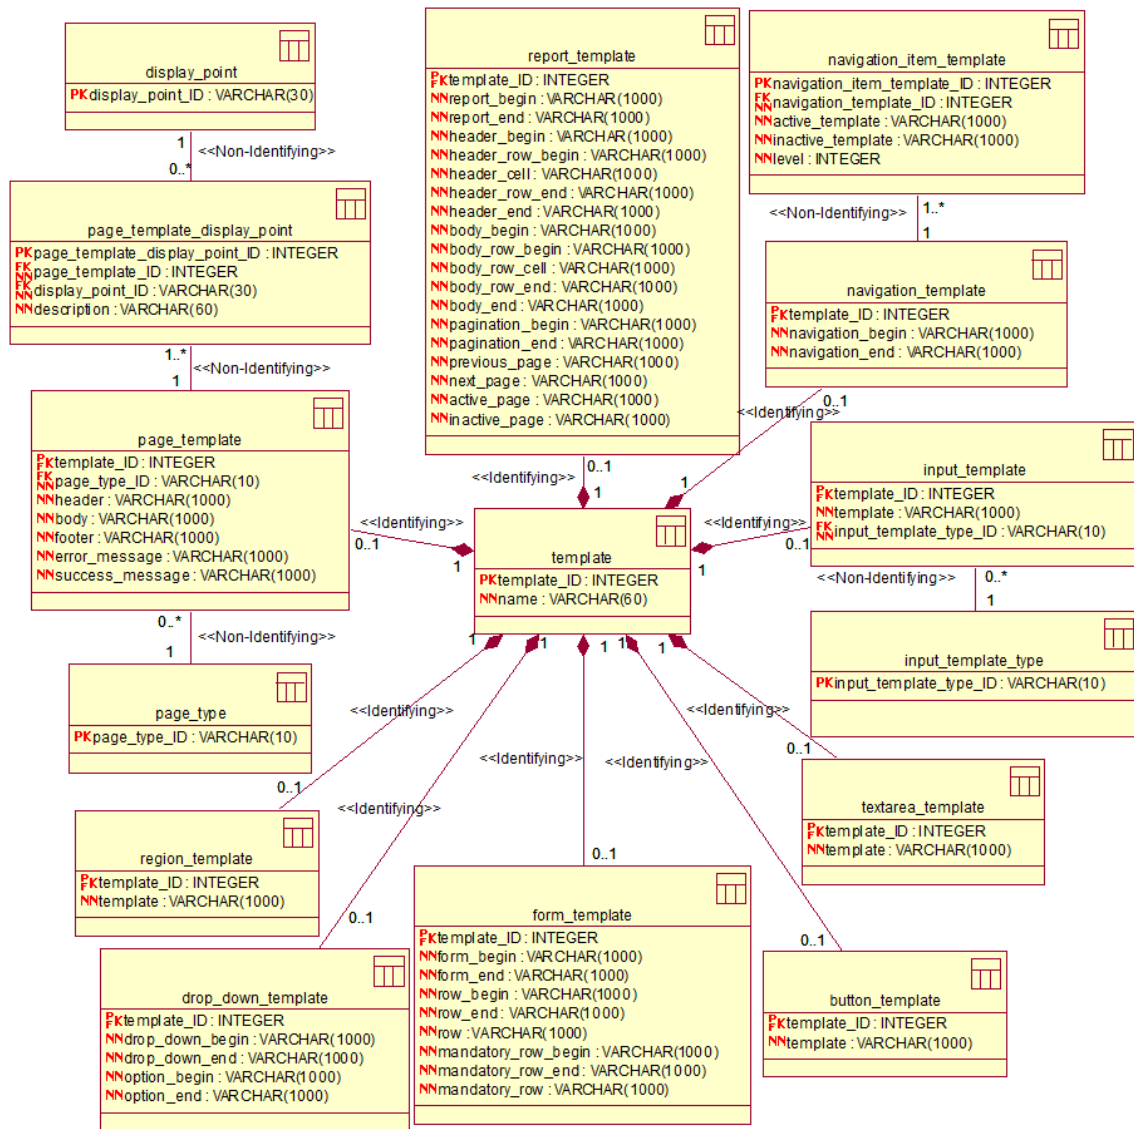 display_point
PK display_point_ID : VARCHAR(30)
1
<<Non-Identifying>>
0..*
page_template_display_point
PK page_template_display_point_ID : INTEGER
FK NN page_template_ID : INTEGER
FK NN display_point_ID : VARCHAR(30)
NN description : VARCHAR(60)
1..*
<<Non-Identifying>>
1
page_template
PFK template_ID : INTEGER
FK NN page_type_ID : VARCHAR(10)
NN header : VARCHAR(1000)
NN body : VARCHAR(1000)
NN footer : VARCHAR(1000)
NN error_message : VARCHAR(1000)
NN success_message : VARCHAR(1000)
0..*
<<Non-Identifying>>
1
page_type
PK page_type_ID : VARCHAR(10)
report_template
PFK template_ID : INTEGER
NN report_begin : VARCHAR(1000)
NN report_end : VARCHAR(1000)
NN header_begin : VARCHAR(1000)
NN header_row_begin : VARCHAR(1000)
NN header_cell : VARCHAR(1000)
NN header_row_end : VARCHAR(1000)
NN header_end : VARCHAR(1000)
NN body_begin : VARCHAR(1000)
NN body_row_begin : VARCHAR(1000)
NN body_row_cell : VARCHAR(1000)
NN body_row_end : VARCHAR(1000)
NN body_end : VARCHAR(1000)
NN pagination_begin : VARCHAR(1000)
NN pagination_end : VARCHAR(1000)
NN previous_page : VARCHAR(1000)
NN next_page : VARCHAR(1000)
NN active_page : VARCHAR(1000)
NN inactive_page : VARCHAR(1000)
0..1
<<Identifying>>
1
navigation_item_template
PK navigation_item_template_ID : INTEGER
FK NN navigation_template_ID : INTEGER
NN active_template : VARCHAR(1000)
NN inactive_template : VARCHAR(1000)
NN level : INTEGER
<<Non-Identifying>>
1..*
1
navigation_template
PFK template_ID : INTEGER
NN navigation_begin : VARCHAR(1000)
NN navigation_end : VARCHAR(1000)
0..1
<<Identifying>>
1
input_template
PFK template_ID : INTEGER
NN template : VARCHAR(1000)
FK NN input_template_type_ID : VARCHAR(10)
<<Identifying>>
0..1
1
<<Non-Identifying>>
0..*
1
input_template_type
PK input_template_type_ID : VARCHAR(10)
<<Identifying>>
0..1
1
template
PK template_ID : INTEGER
NN name : VARCHAR(60)
1
1
1
1
1
<<Identifying>>
0..1
<<Identifying>>
0..1
<<Identifying>>
0..1
<<Identifying>>
0..1
0..1
textarea_template
PFK template_ID : INTEGER
NN template : VARCHAR(1000)
region_template
PFK template_ID : INTEGER
NN template : VARCHAR(1000)
drop_down_template
PFK template_ID : INTEGER
NN drop_down_begin : VARCHAR(1000)
NN drop_down_end : VARCHAR(1000)
NN option_begin : VARCHAR(1000)
NN option_end : VARCHAR(1000)
form_template
PFK template_ID : INTEGER
NN form_begin : VARCHAR(1000)
NN form_end : VARCHAR(1000)
NN row_begin : VARCHAR(1000)
NN row_end : VARCHAR(1000)
NN row : VARCHAR(1000)
NN mandatory_row_begin : VARCHAR(1000)
NN mandatory_row_end : VARCHAR(1000)
NN mandatory_row : VARCHAR(1000)
button_template
PFK template_ID : INTEGER
NN template : VARCHAR(1000)